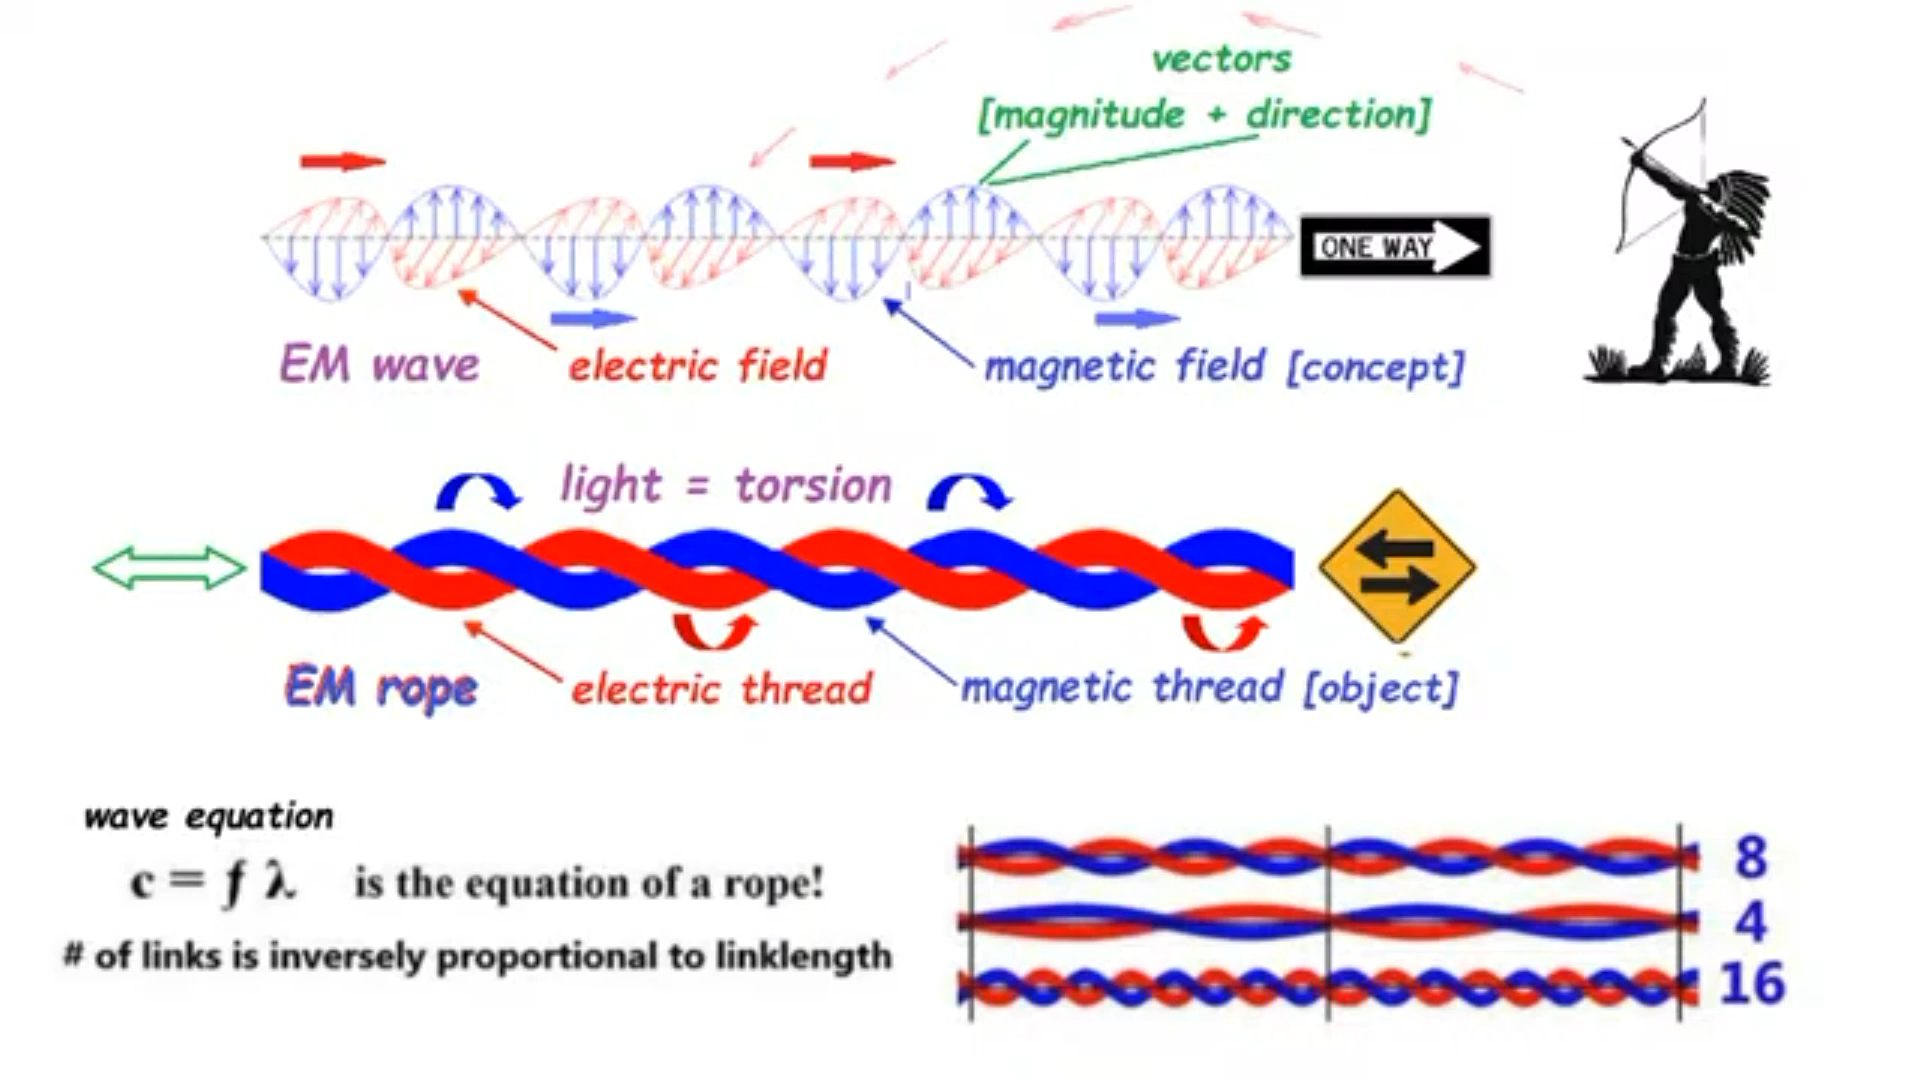 vectors
[magnitude + direction]
ONE WAY
EM wave
electric field
magnetic field [concept]
light = torsion
EM rope
electric thread
magnetic thread [object]
wave equation
c = f λ is the equation of a rope!
# of links is inversely proportional to linklength
8
4
16